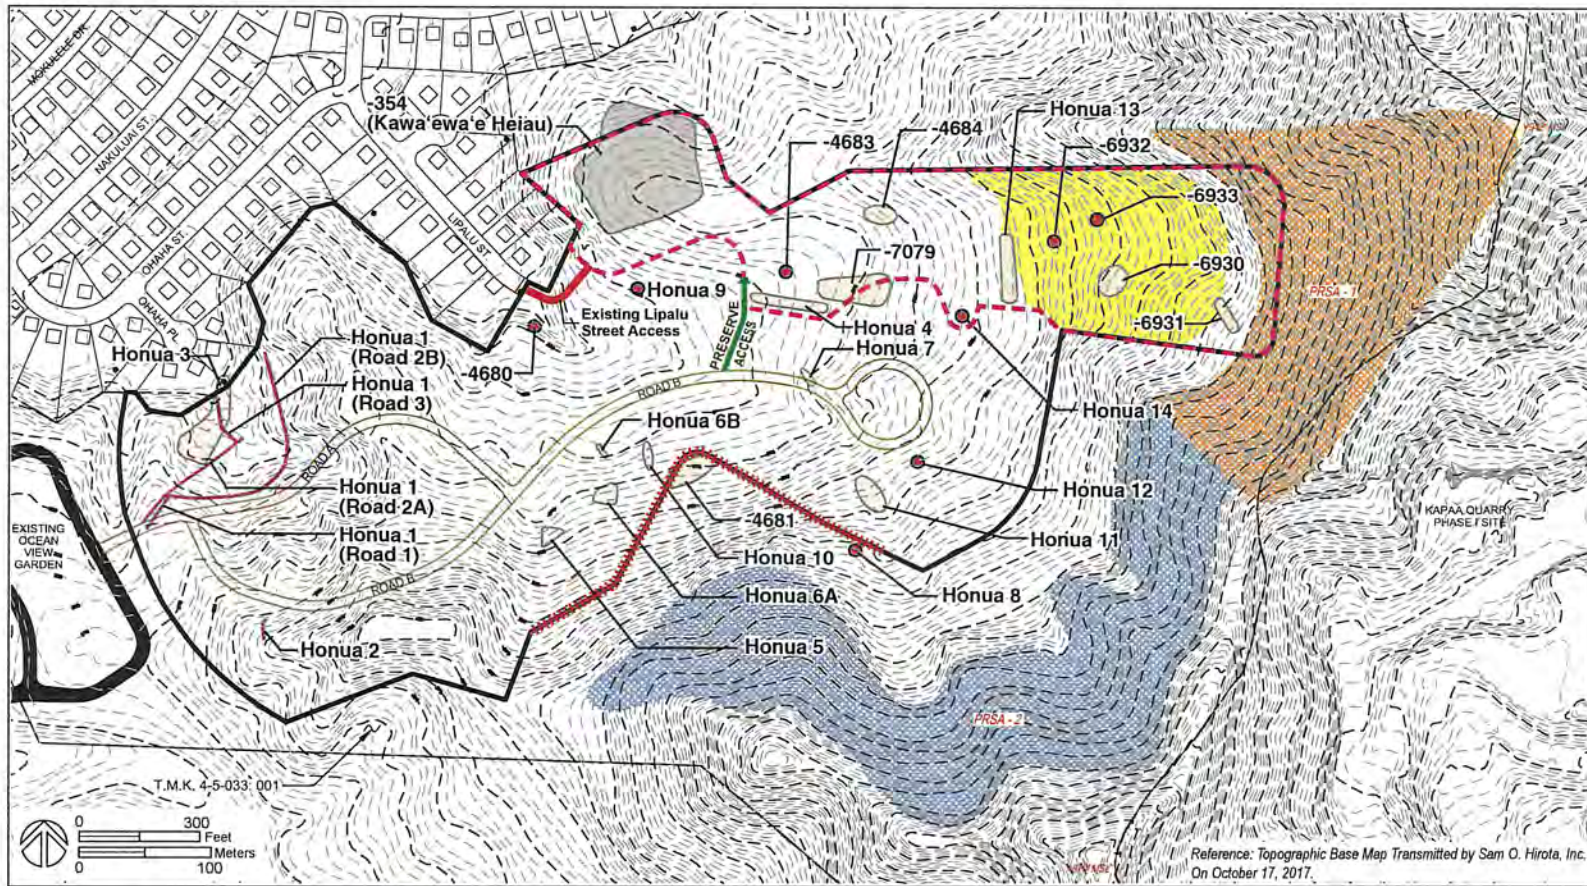 MOKULELE DR.
NAKULUAI ST.
OHAHA ST.
OHAHA PL
LIPALU ST.
-354
(Kawaʻewaʻe Heiau)
-4683
-4684
Honua 13
-6932
-6933
-6930
-6931
PRSA - 1
-7079
Honua 9
Existing Lipalu
Street Access
-4680
PRESERVE
ACCESS
Honua 4
Honua 7
Honua 14
Honua 3
Honua 1
(Road 2B)
Honua 1
(Road 3)
Honua 1
(Road 2A)
Honua 1
(Road 1)
ROAD A
ROAD B
ROAD B
Honua 6B
Honua 12
-4681
Honua 11
Honua 10
Honua 6A
Honua 8
Honua 5
Honua 2
EXISTING
OCEAN
VIEW
GARDEN
KAPAA QUARRY
PHASE I SITE
PRSA - 2
T.M.K. 4-5-033: 001
0 300
Feet
Meters
0 100
Reference: Topographic Base Map Transmitted by Sam O. Hirota, Inc.
On October 17, 2017.